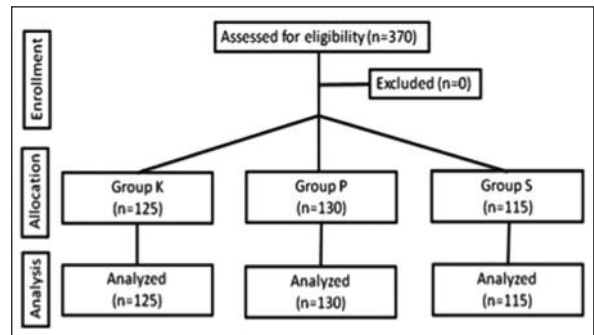 Enrollment
Assessed for eligibility (n=370)
Excluded (n=0)
Allocation
Group K
(n=125)
Group P
(n=130)
Group S
(n=115)
Analysis
Analyzed
(n=125)
Analyzed
(n=130)
Analyzed
(n=115)